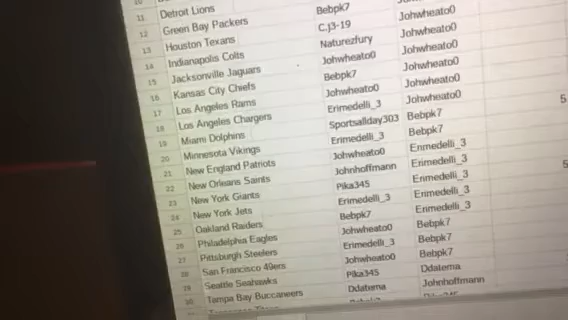 11 Detroit Lions
12 Green Bay Packers Bebpk7
13 Houston Texans C.J3-19 Johwheato0
14 Indianapolis Colts Naturezfury Johwheato0
15 Jacksonville Jaguars Johwheato0 Johwheato0
16 Kansas City Chiefs Bebpk7 Johwheato0
17 Los Angeles Rams Johwheato0 Johwheato0
18 Los Angeles Chargers Erimedelli_3 Johwheato0
19 Miami Dolphins Sportsallday303 Bebpk7 5
20 Minnesota Vikings Erimedelli_3 Bebpk7
21 New England Patriots Johwheato0 Erimedelli_3
22 New Orleans Saints Johnhoffmann Erimedelli_3
23 New York Giants Pika345 Erimedelli_3 5
24 New York Jets Erimedelli_3 Erimedelli_3
25 Oakland Raiders Bebpk7 Erimedelli_3
26 Philadelphia Eagles Johwheato0 Bebpk7
27 Pittsburgh Steelers Erimedelli_3 Bebpk7
28 San Francisco 49ers Johwheato0 Bebpk7
29 Seattle Seahawks Pika345 Ddatema
30 Tampa Bay Buccaneers Ddatema Johnhoffmann